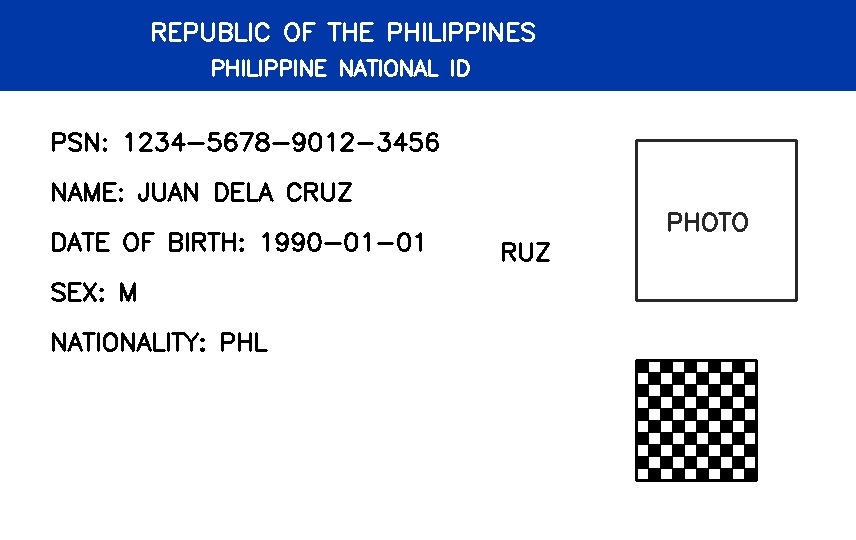 REPUBLIC OF THE PHILIPPINES
PHILIPPINE NATIONAL ID
PSN: 1234-5678-9012-3456
NAME: JUAN DELA CRUZ
DATE OF BIRTH: 1990-01-01
RUZ
SEX: M
NATIONALITY: PHL
PHOTO